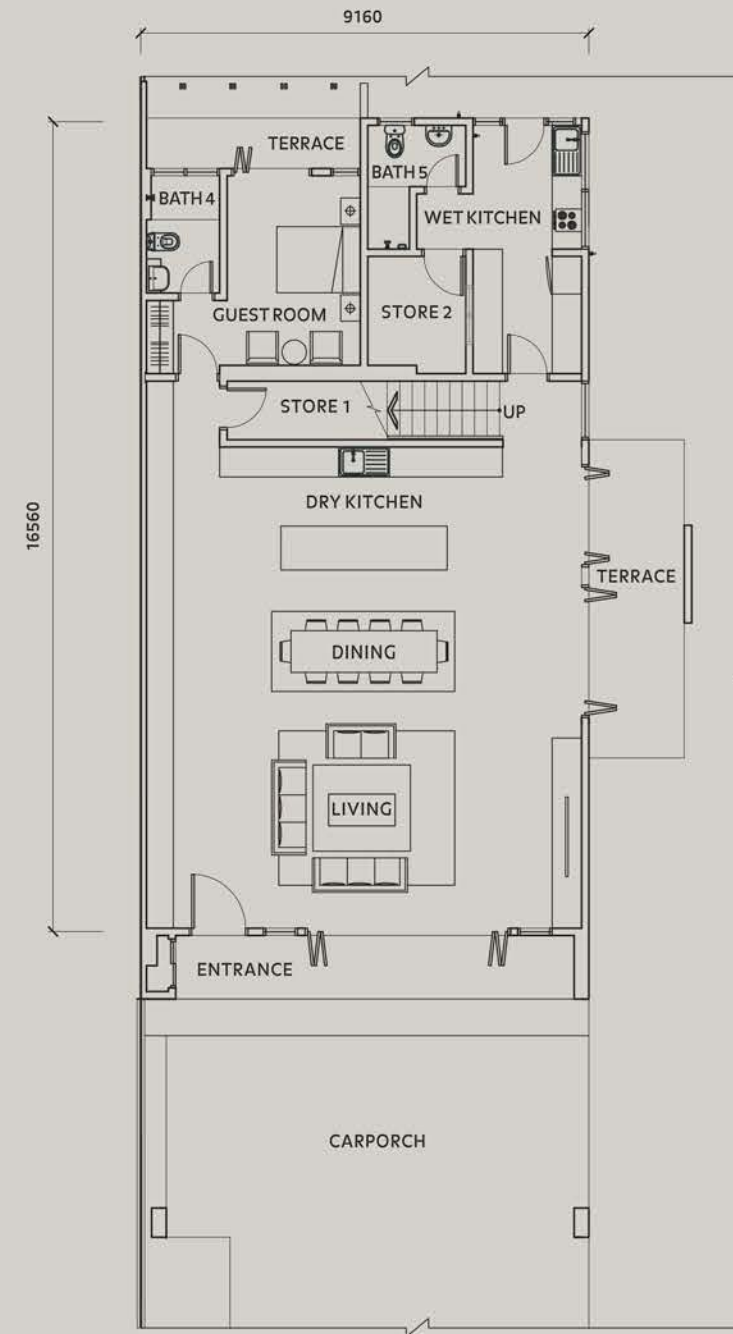 9160
TERRACE
BATH 4
BATH 5
WET KITCHEN
GUEST ROOM
STORE 2
STORE 1
UP
DRY KITCHEN
16560
TERRACE
DINING
LIVING
ENTRANCE
CARPORCH